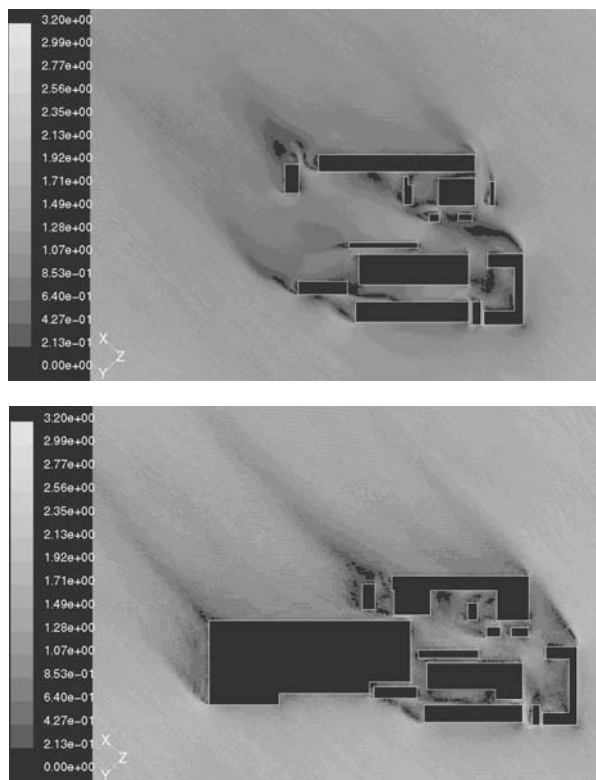 3.20e+00
2.99e+00
2.77e+00
2.56e+00
2.35e+00
2.13e+00
1.92e+00
1.71e+00
1.49e+00
1.28e+00
1.07e+00
8.53e-01
6.40e-01
4.27e-01
2.13e-01
0.00e+00
X
Z
Y
3.20e+00
2.99e+00
2.77e+00
2.56e+00
2.35e+00
2.13e+00
1.92e+00
1.71e+00
1.49e+00
1.28e+00
1.07e+00
8.53e-01
6.40e-01
4.27e-01
2.13e-01
0.00e+00
X
Z
Y